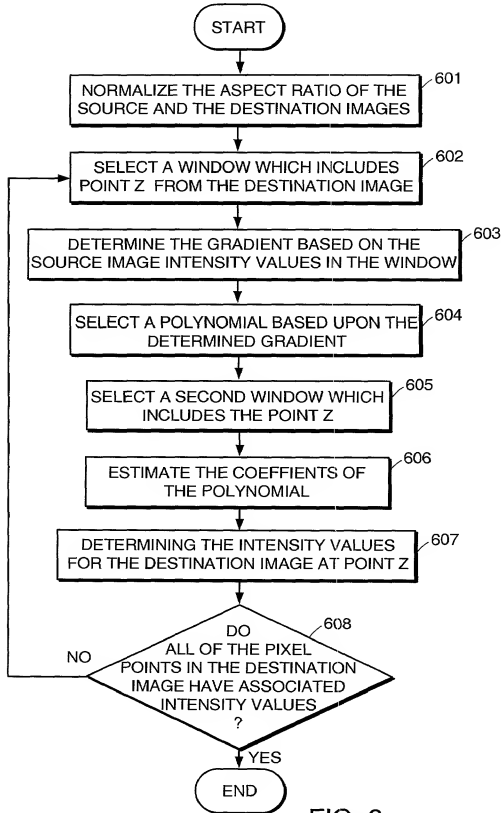 START
601
NORMALIZE THE ASPECT RATIO OF THE
SOURCE AND THE DESTINATION IMAGES
602
SELECT A WINDOW WHICH INCLUDES
POINT Z FROM THE DESTINATION IMAGE
603
DETERMINE THE GRADIENT BASED ON THE
SOURCE IMAGE INTENSITY VALUES IN THE WINDOW
604
SELECT A POLYNOMIAL BASED UPON THE
DETERMINED GRADIENT
605
SELECT A SECOND WINDOW WHICH
INCLUDES THE POINT Z
606
ESTIMATE THE COEFFIENTS OF
THE POLYNOMIAL
607
DETERMINING THE INTENSITY VALUES
FOR THE DESTINATION IMAGE AT POINT Z
608
DO
ALL OF THE PIXEL
POINTS IN THE DESTINATION
IMAGE HAVE ASSOCIATED
INTENSITY VALUES
?
NO
YES
END